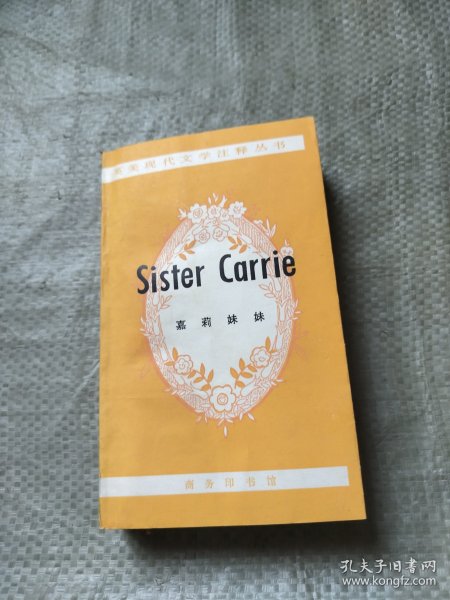 英美现代文学注释丛书
Sister Carrie
嘉莉妹妹
商务印书馆
孔夫子旧书网
www.kongfz.com